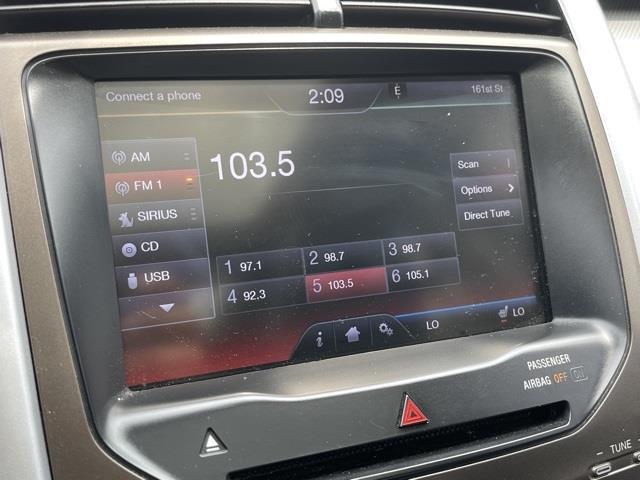 Connect a phone
2:09
E
161st St
AM
FM 1
SIRIUS
CD
USB
103.5
Scan
Options >
Direct Tune
1 97.1
2 98.7
3 98.7
4 92.3
5 103.5
6 105.1
i
LO
LO
PASSENGER
AIRBAG OFF ON
TUNE